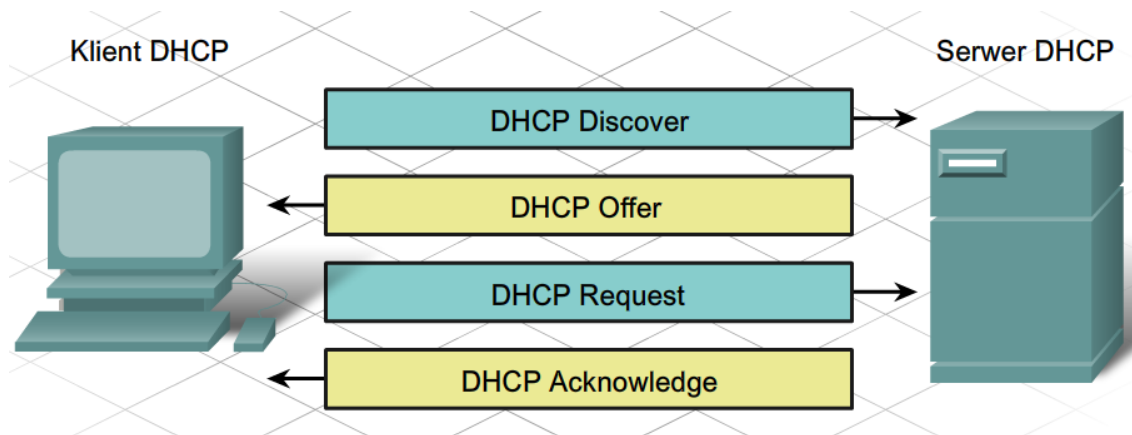 Klient DHCP
Serwer DHCP
DHCP Discover
DHCP Offer
DHCP Request
DHCP Acknowledge